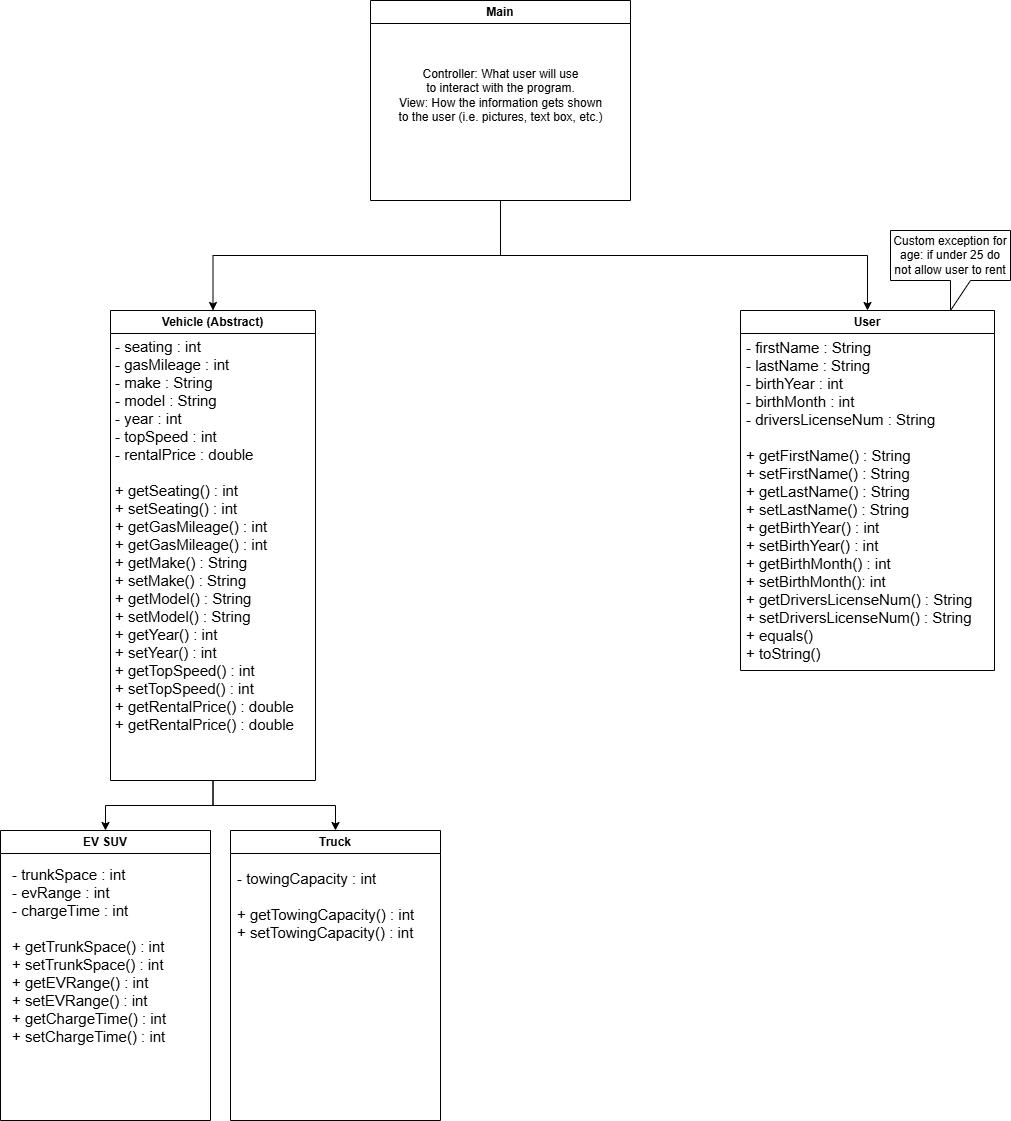 Main
Controller: What user will use
to interact with the program.
View: How the information gets shown
to the user (i.e. pictures, text box, etc.)
Custom exception for
age: if under 25 do
not allow user to rent
Vehicle (Abstract)
- seating : int
- gasMileage : int
- make : String
- model : String
- year : int
- topSpeed : int
- rentalPrice : double
+ getSeating() : int
+ setSeating() : int
+ getGasMileage() : int
+ getGasMileage() : int
+ getMake() : String
+ setMake() : String
+ getModel() : String
+ setModel() : String
+ getYear() : int
+ setYear() : int
+ getTopSpeed() : int
+ setTopSpeed() : int
+ getRentalPrice() : double
+ getRentalPrice() : double
User
- firstName : String
- lastName : String
- birthYear : int
- birthMonth : int
- driversLicenseNum : String
+ getFirstName() : String
+ setFirstName() : String
+ getLastName() : String
+ setLastName() : String
+ getBirthYear() : int
+ setBirthYear() : int
+ getBirthMonth() : int
+ setBirthMonth(): int
+ getDriversLicenseNum() : String
+ setDriversLicenseNum() : String
+ equals()
+ toString()
EV SUV
- trunkSpace : int
- evRange : int
- chargeTime : int
+ getTrunkSpace() : int
+ setTrunkSpace() : int
+ getEVRange() : int
+ setEVRange() : int
+ getChargeTime() : int
+ setChargeTime() : int
Truck
- towingCapacity : int
+ getTowingCapacity() : int
+ setTowingCapacity() : int